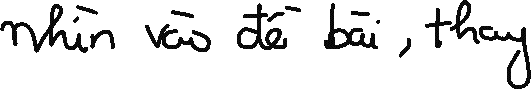 nhìn vào đề bài, thay